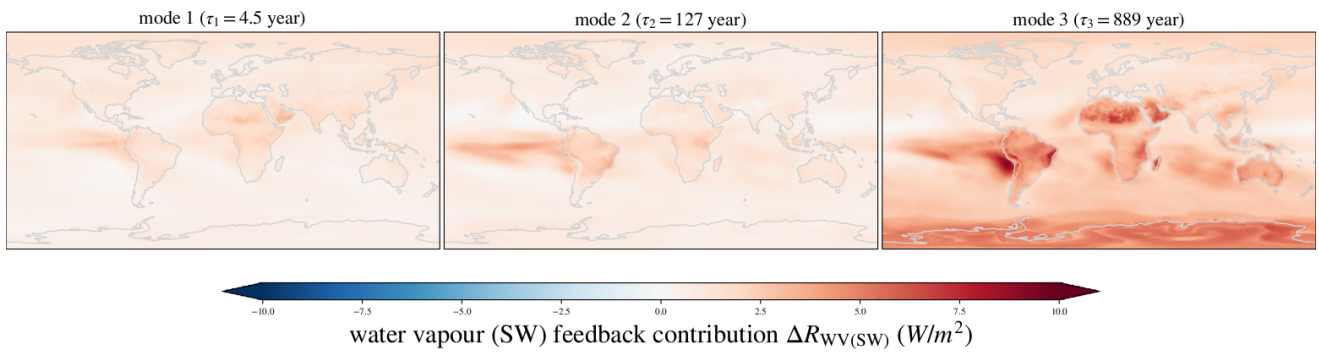 mode 1 (τ₁ = 4.5 year)
mode 2 (τ₂ = 127 year)
mode 3 (τ₃ = 889 year)
−10.0 −7.5 −5.0 −2.5 0.0 2.5 5.0 7.5 10.0
water vapour (SW) feedback contribution ΔR_WV(SW) (W/m²)